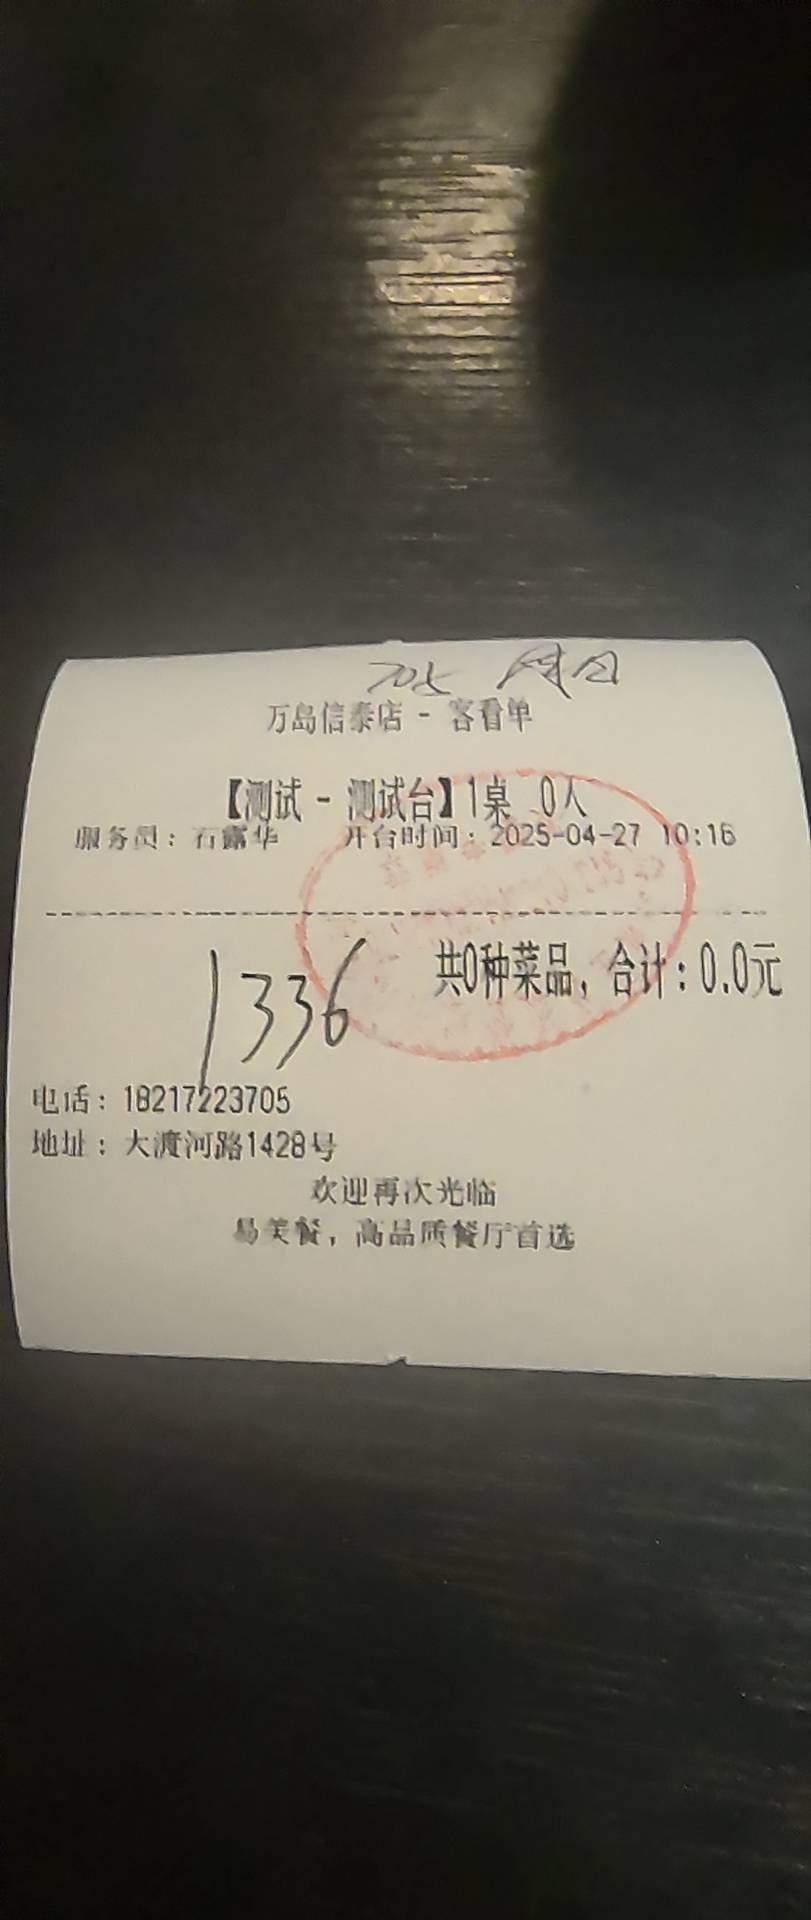 万岛信泰店 - 客看单
【测试 - 测试台】1桌 0人
服务员: 石露华 开台时间: 2025-04-27 10:16
共0种菜品, 合计: 0.0元
1336
电话: 18217223705
地址: 大渡河路1428号
欢迎再次光临
易美餐, 高品质餐厅首选